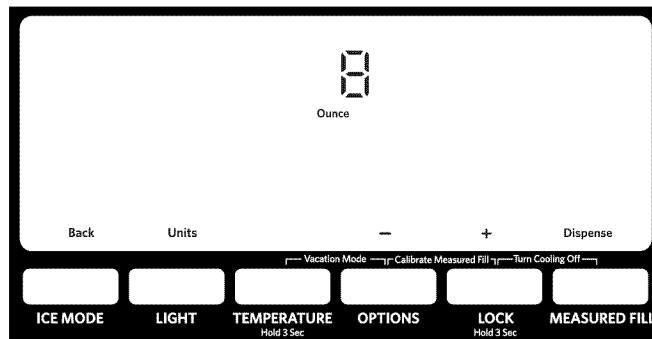 8
Ounce
Back Units − + Dispense
Vacation Mode Calibrate Measured Fill Turn Cooling Off
ICE MODE LIGHT TEMPERATURE OPTIONS LOCK MEASURED FILL
Hold 3 Sec Hold 3 Sec